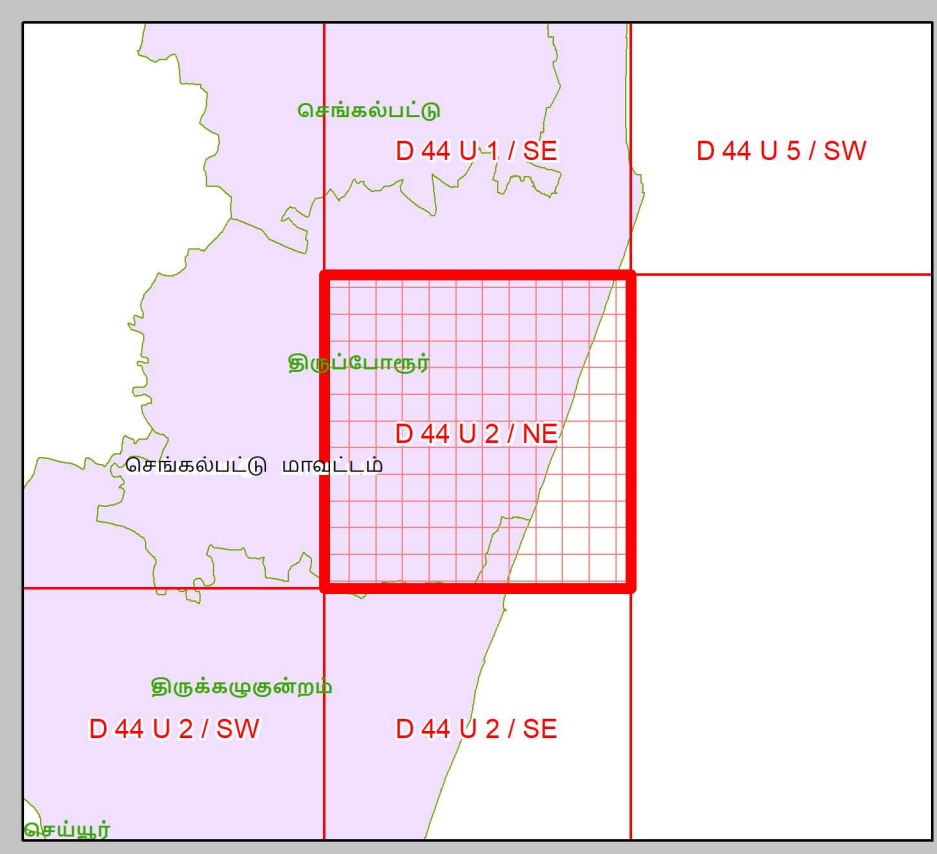 செங்கல்பட்டு
D 44 U 1 / SE
D 44 U 5 / SW
திருப்போரூர்
D 44 U 2 / NE
செங்கல்பட்டு மாவட்டம்
திருக்கழுகுன்றம்
D 44 U 2 / SW
D 44 U 2 / SE
செய்யூர்